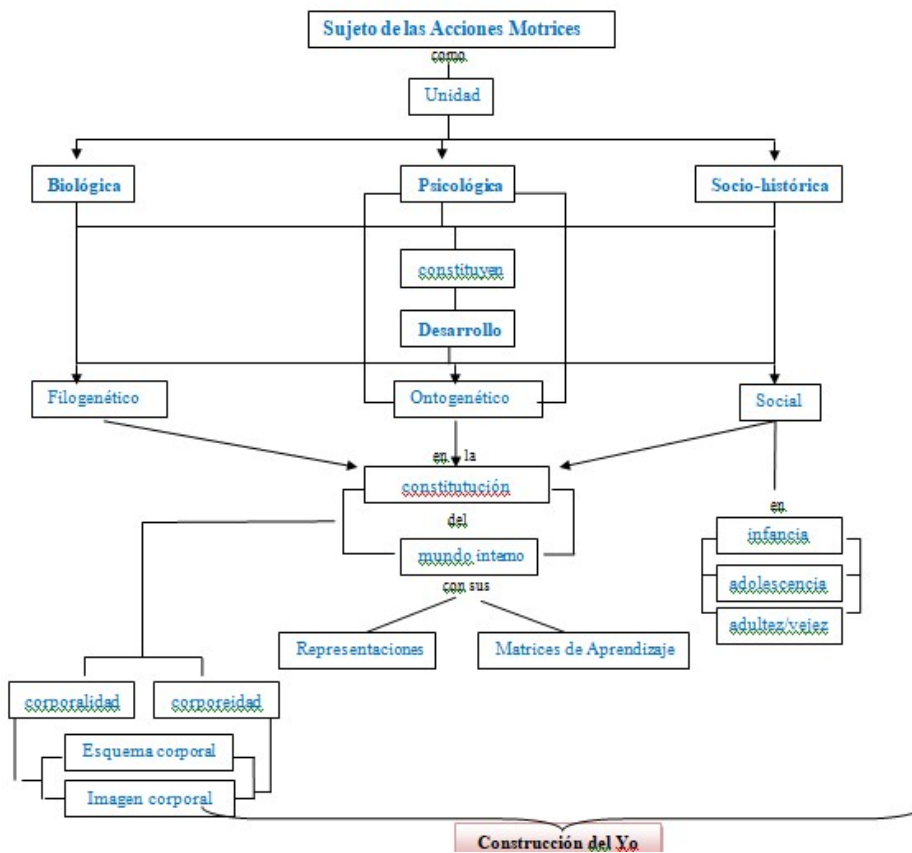 Sujeto de las Acciones Motrices
como
Unidad
Biológica
Psicológica
Socio-histórica
constituyen
Desarrollo
Filogenético
Ontogenético
Social
en la
constitutución
del
mundo interno
con sus
en
infancia
adolescencia
adultez/vejez
Representaciones
Matrices de Aprendizaje
corporalidad
corporeidad
Esquema corporal
Imagen corporal
Construcción del Yo